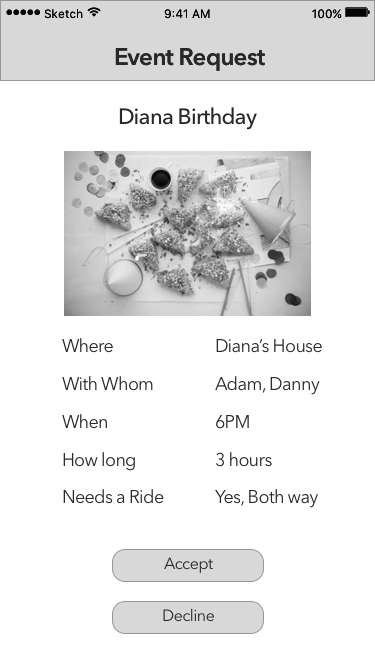 Sketch 9:41 AM 100%
Event Request
Diana Birthday
Where Diana’s House
With Whom Adam, Danny
When 6PM
How long 3 hours
Needs a Ride Yes, Both way
Accept
Decline